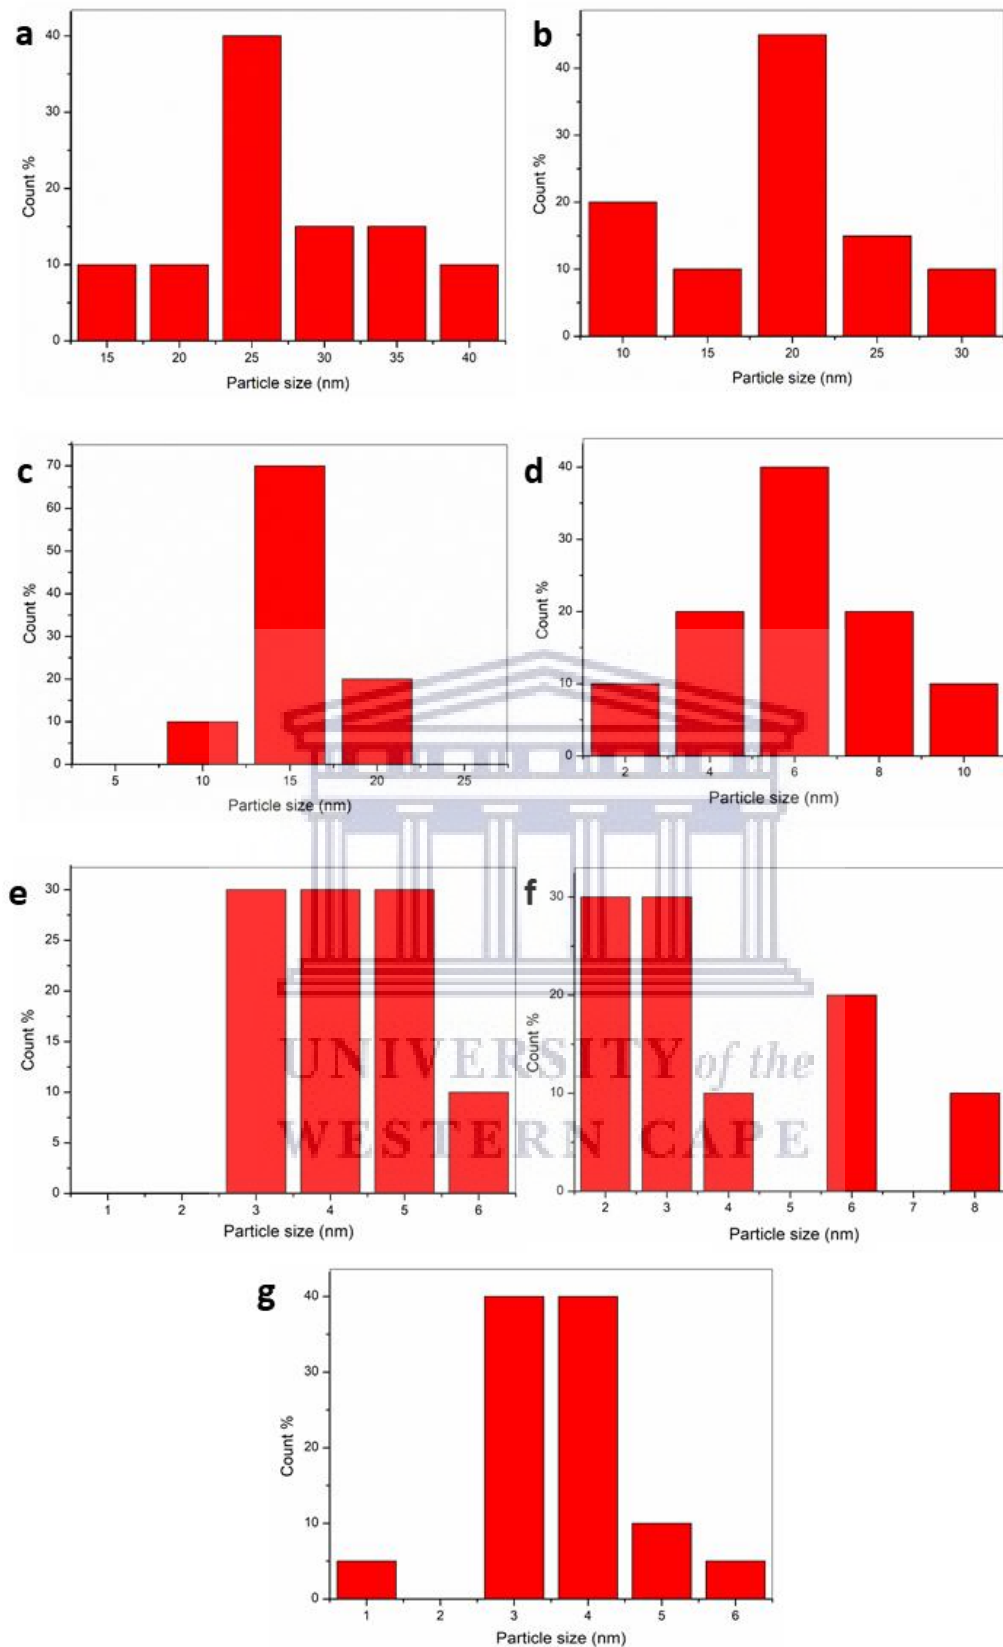 a
40
30
20
10
0
Count %
15 20 25 30 35 40
Particle size (nm)
b
40
30
20
10
0
Count %
10 15 20 25 30
Particle size (nm)
c
70
60
50
40
30
20
10
0
Count %
5 10 15 20 25
Particle size (nm)
d
40
30
20
10
0
Count %
2 4 6 8 10
Particle size (nm)
e
30
25
20
15
10
5
0
Count %
1 2 3 4 5 6
Particle size (nm)
f
30
20
10
0
Count %
2 3 4 5 6 7 8
Particle size (nm)
UNIVERSITY of the
WESTERN CAPE
g
40
30
20
10
0
Count %
1 2 3 4 5 6
Particle size (nm)